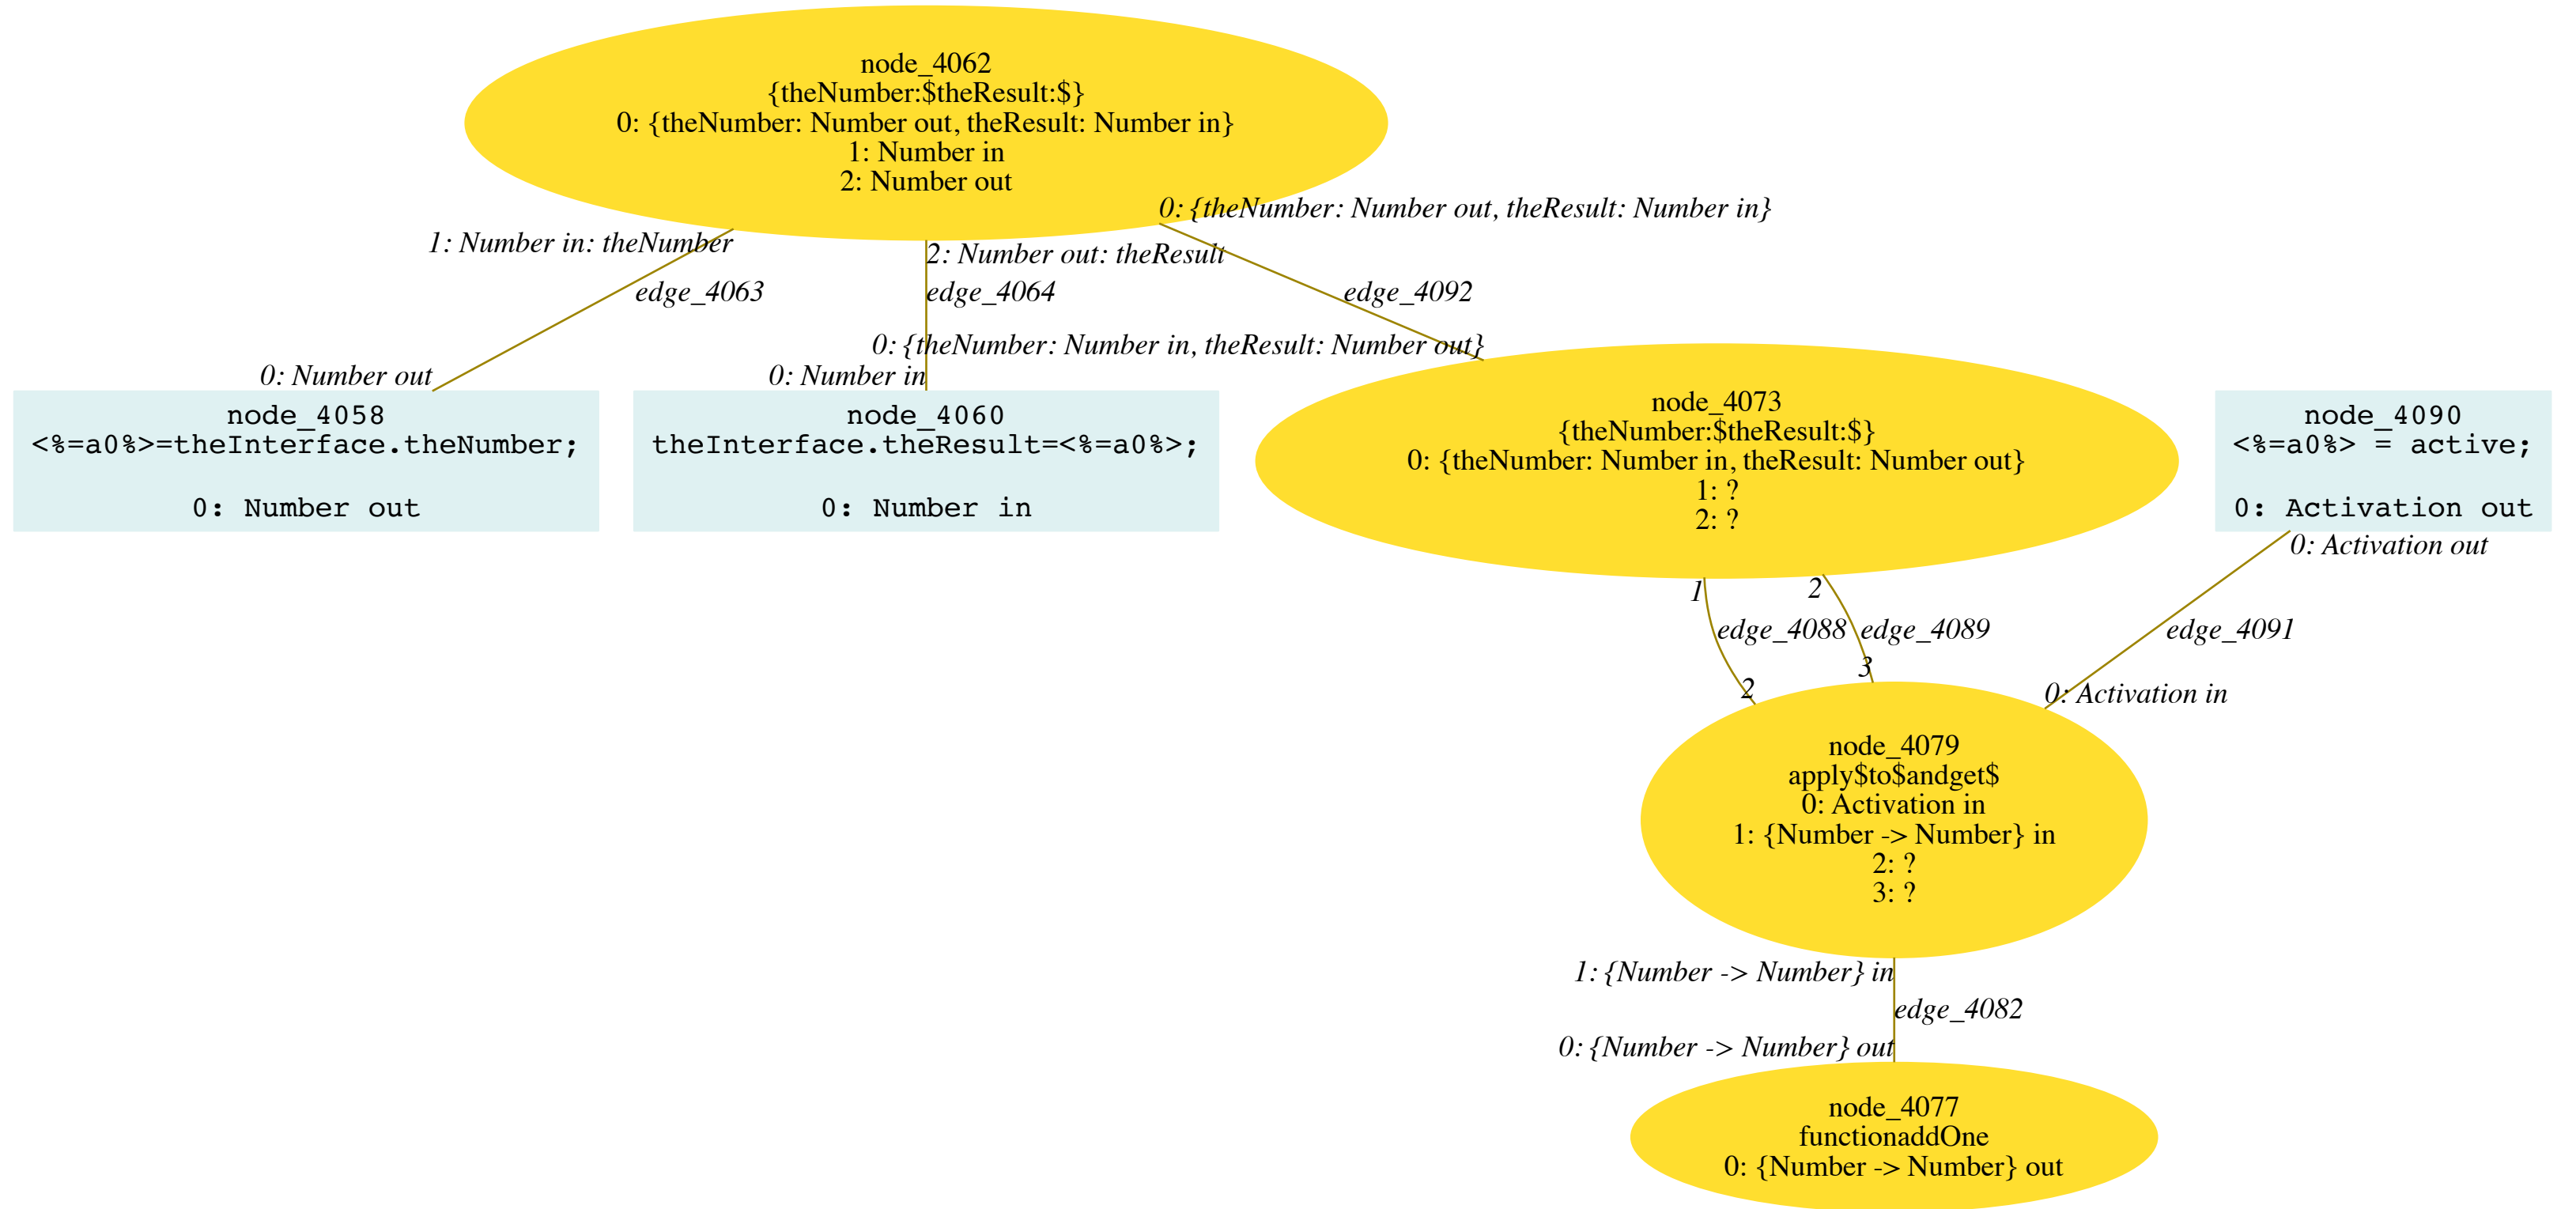 node_4062
{theNumber:$theResult:$}
0: {theNumber: Number out, theResult: Number in}
1: Number in
2: Number out
0: {theNumber: Number out, theResult: Number in}
1: Number in: theNumber
2: Number out: theResult
edge_4063
edge_4064
edge_4092
0: {theNumber: Number in, theResult: Number out}
0: Number out
0: Number in
node_4058
<%=a0%>=theInterface.theNumber;
0: Number out
node_4060
theInterface.theResult=<%=a0%>;
0: Number in
node_4073
{theNumber:$theResult:$}
0: {theNumber: Number in, theResult: Number out}
1: ?
2: ?
node_4090
<%=a0%> = active;
0: Activation out
0: Activation out
1
2
edge_4088
edge_4089
edge_4091
2
3
0: Activation in
node_4079
apply$to$andget$
0: Activation in
1: {Number -> Number} in
2: ?
3: ?
1: {Number -> Number} in
edge_4082
0: {Number -> Number} out
node_4077
functionaddOne
0: {Number -> Number} out